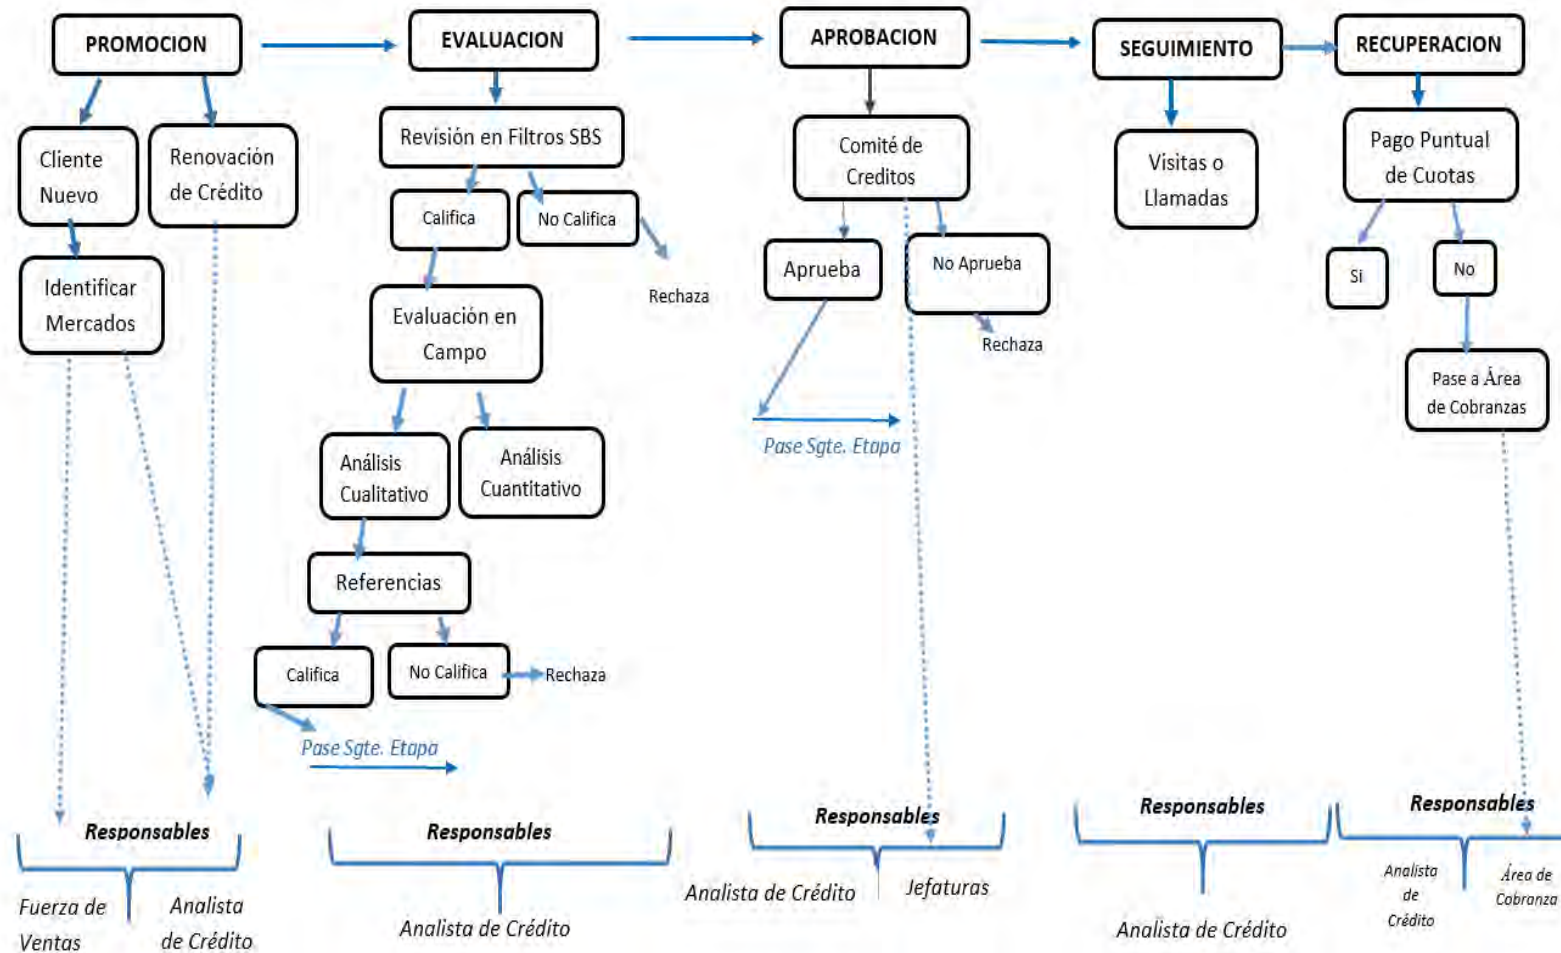 PROMOCION
EVALUACION
APROBACION
SEGUIMIENTO
RECUPERACION
Cliente
Nuevo
Renovación
de Crédito
Identificar
Mercados
Revisión en Filtros SBS
Califica
No Califica
Rechaza
Evaluación en
Campo
Análisis
Cualitativo
Análisis
Cuantitativo
Referencias
Califica
No Califica
Rechaza
Pase Sgte. Etapa
Comité de
Creditos
Aprueba
No Aprueba
Rechaza
Pase Sgte. Etapa
Visitas o
Llamadas
Pago Puntual
de Cuotas
Si
No
Pase a Área
de Cobranzas
Responsables
Fuerza de
Ventas
Analista
de Crédito
Responsables
Analista de Crédito
Responsables
Analista de Crédito
Jefaturas
Responsables
Analista de Crédito
Responsables
Analista
de
Crédito
Área de
Cobranza